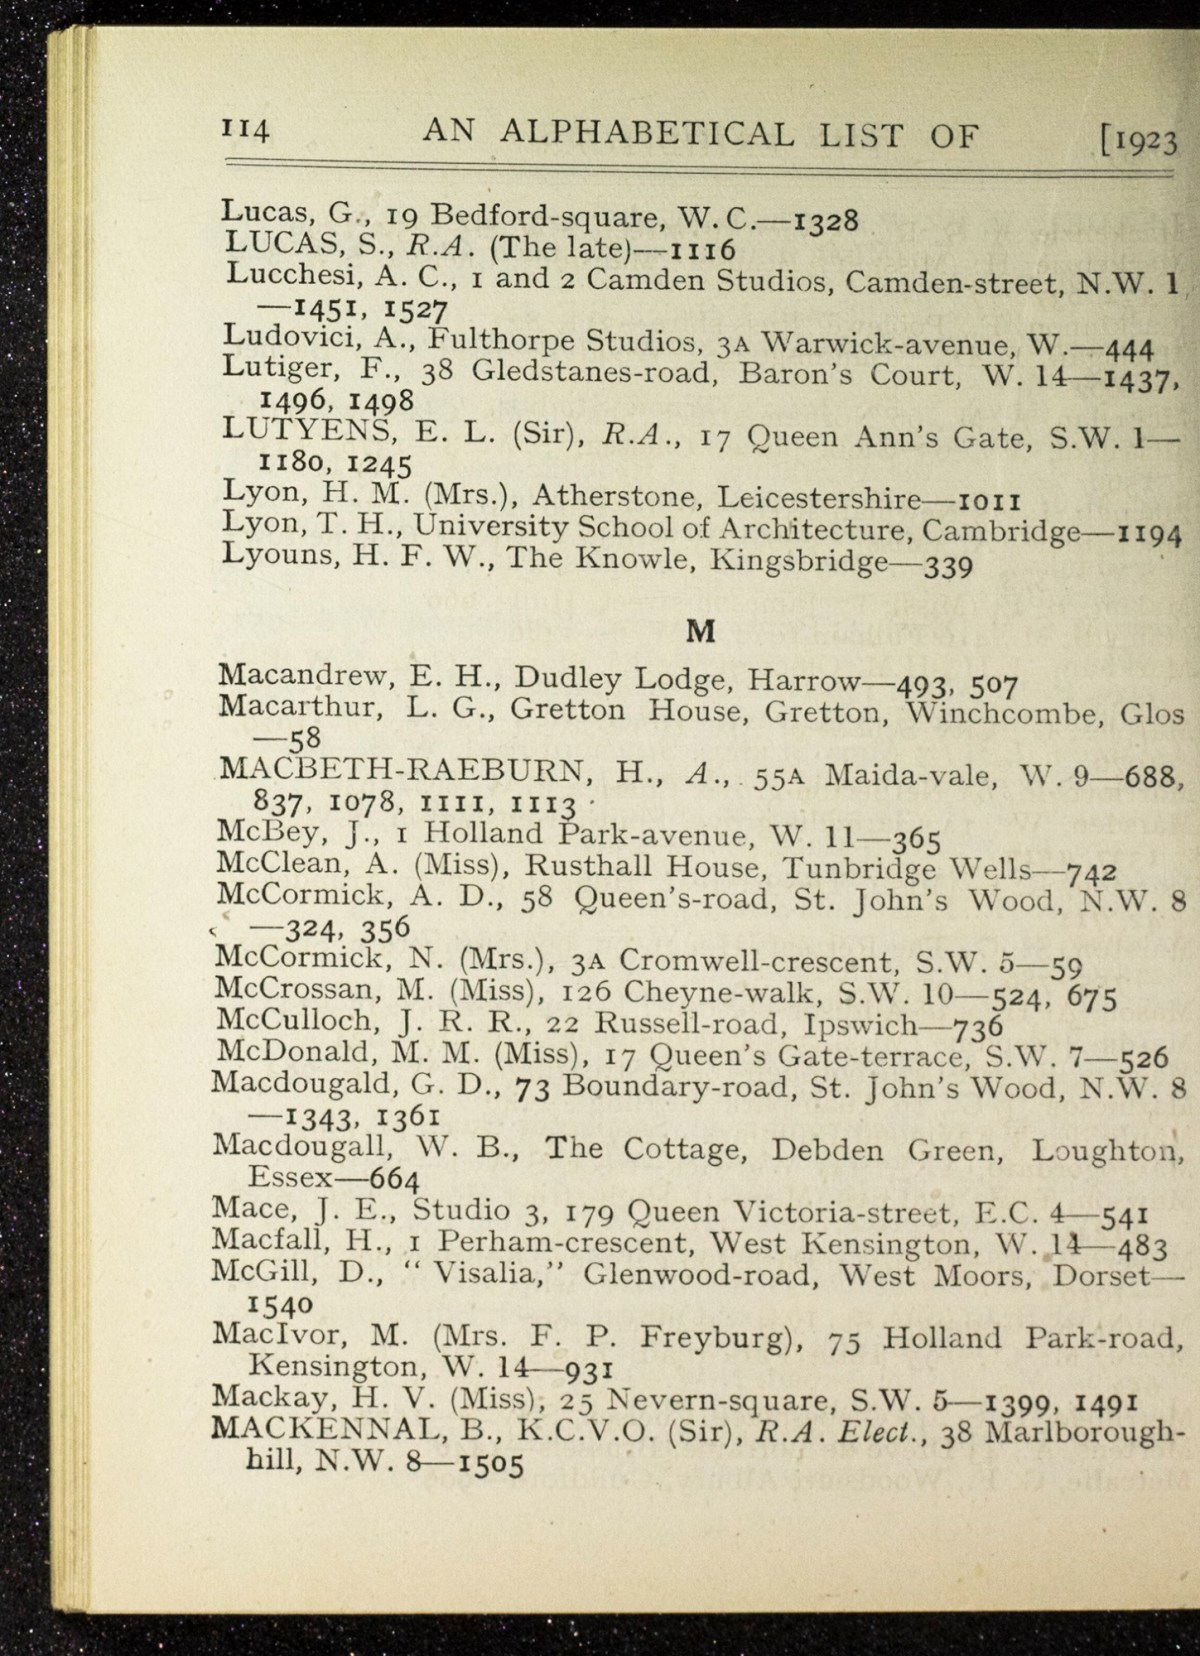 114 AN ALPHABETICAL LIST OF [1923
Lucas, G., 19 Bedford-square, W.C.—1328
LUCAS, S., R.A. (The late)—1116
Lucchesi, A. C., 1 and 2 Camden Studios, Camden-street, N.W. 1
—1451, 1527
Ludovici, A., Fulthorpe Studios, 3A Warwick-avenue, W.—444
Lutiger, F., 38 Gledstanes-road, Baron's Court, W. 14—1437,
1496, 1498
LUTYENS, E. L. (Sir), R.A., 17 Queen Ann's Gate, S.W. 1—
1180, 1245
Lyon, H. M. (Mrs.), Atherstone, Leicestershire—1011
Lyon, T. H., University School of Architecture, Cambridge—1194
Lyouns, H. F. W., The Knowle, Kingsbridge—339
M
Macandrew, E. H., Dudley Lodge, Harrow—493, 507
Macarthur, L. G., Gretton House, Gretton, Winchcombe, Glos
—58
MACBETH-RAEBURN, H., A., 55A Maida-vale, W. 9—688,
837, 1078, 1111, 1113
McBey, J., 1 Holland Park-avenue, W. 11—365
McClean, A. (Miss), Rusthall House, Tunbridge Wells—742
McCormick, A. D., 58 Queen's-road, St. John's Wood, N.W. 8
—324, 356
McCormick, N. (Mrs.), 3A Cromwell-crescent, S.W. 5—59
McCrossan, M. (Miss), 126 Cheyne-walk, S.W. 10—524, 675
McCulloch, J. R. R., 22 Russell-road, Ipswich—736
McDonald, M. M. (Miss), 17 Queen's Gate-terrace, S.W. 7—526
Macdougald, G. D., 73 Boundary-road, St. John's Wood, N.W. 8
—1343, 1361
Macdougall, W. B., The Cottage, Debden Green, Loughton,
Essex—664
Mace, J. E., Studio 3, 179 Queen Victoria-street, E.C. 4—541
Macfall, H., 1 Perham-crescent, West Kensington, W. 14—483
McGill, D., “ Visalia,” Glenwood-road, West Moors, Dorset—
1540
MacIvor, M. (Mrs. F. P. Freyburg), 75 Holland Park-road,
Kensington, W. 14—931
Mackay, H. V. (Miss), 25 Nevern-square, S.W. 5—1399, 1491
MACKENNAL, B., K.C.V.O. (Sir), R.A. Elect., 38 Marlborough-
hill, N.W. 8—1505